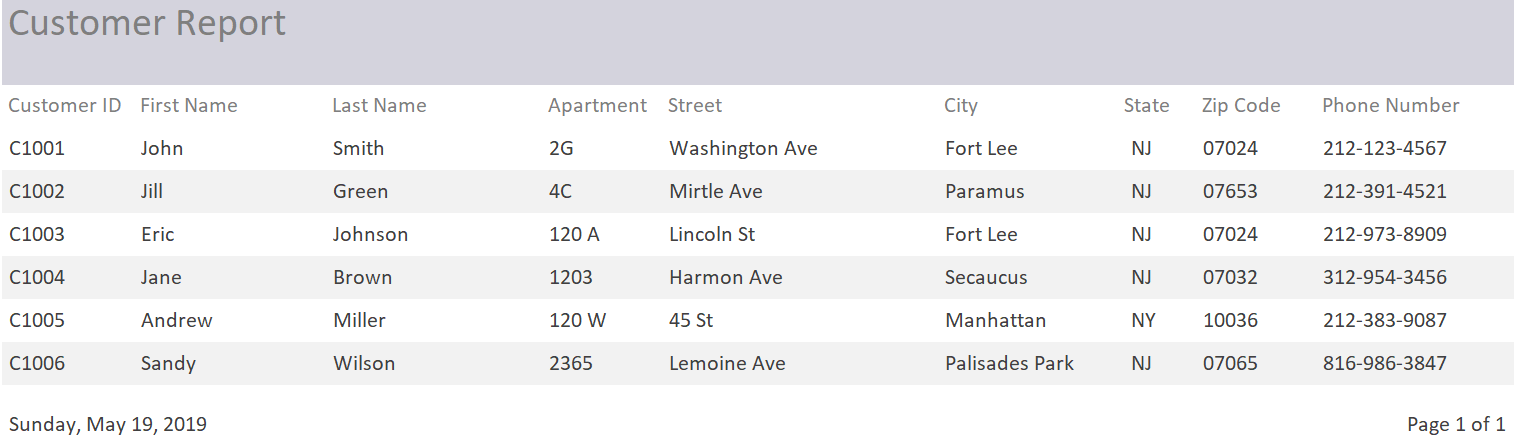 Customer Report
Customer ID First Name Last Name Apartment Street City State Zip Code Phone Number
C1001 John Smith 2G Washington Ave Fort Lee NJ 07024 212-123-4567
C1002 Jill Green 4C Mirtle Ave Paramus NJ 07653 212-391-4521
C1003 Eric Johnson 120 A Lincoln St Fort Lee NJ 07024 212-973-8909
C1004 Jane Brown 1203 Harmon Ave Secaucus NJ 07032 312-954-3456
C1005 Andrew Miller 120 W 45 St Manhattan NY 10036 212-383-9087
C1006 Sandy Wilson 2365 Lemoine Ave Palisades Park NJ 07065 816-986-3847
Sunday, May 19, 2019 Page 1 of 1